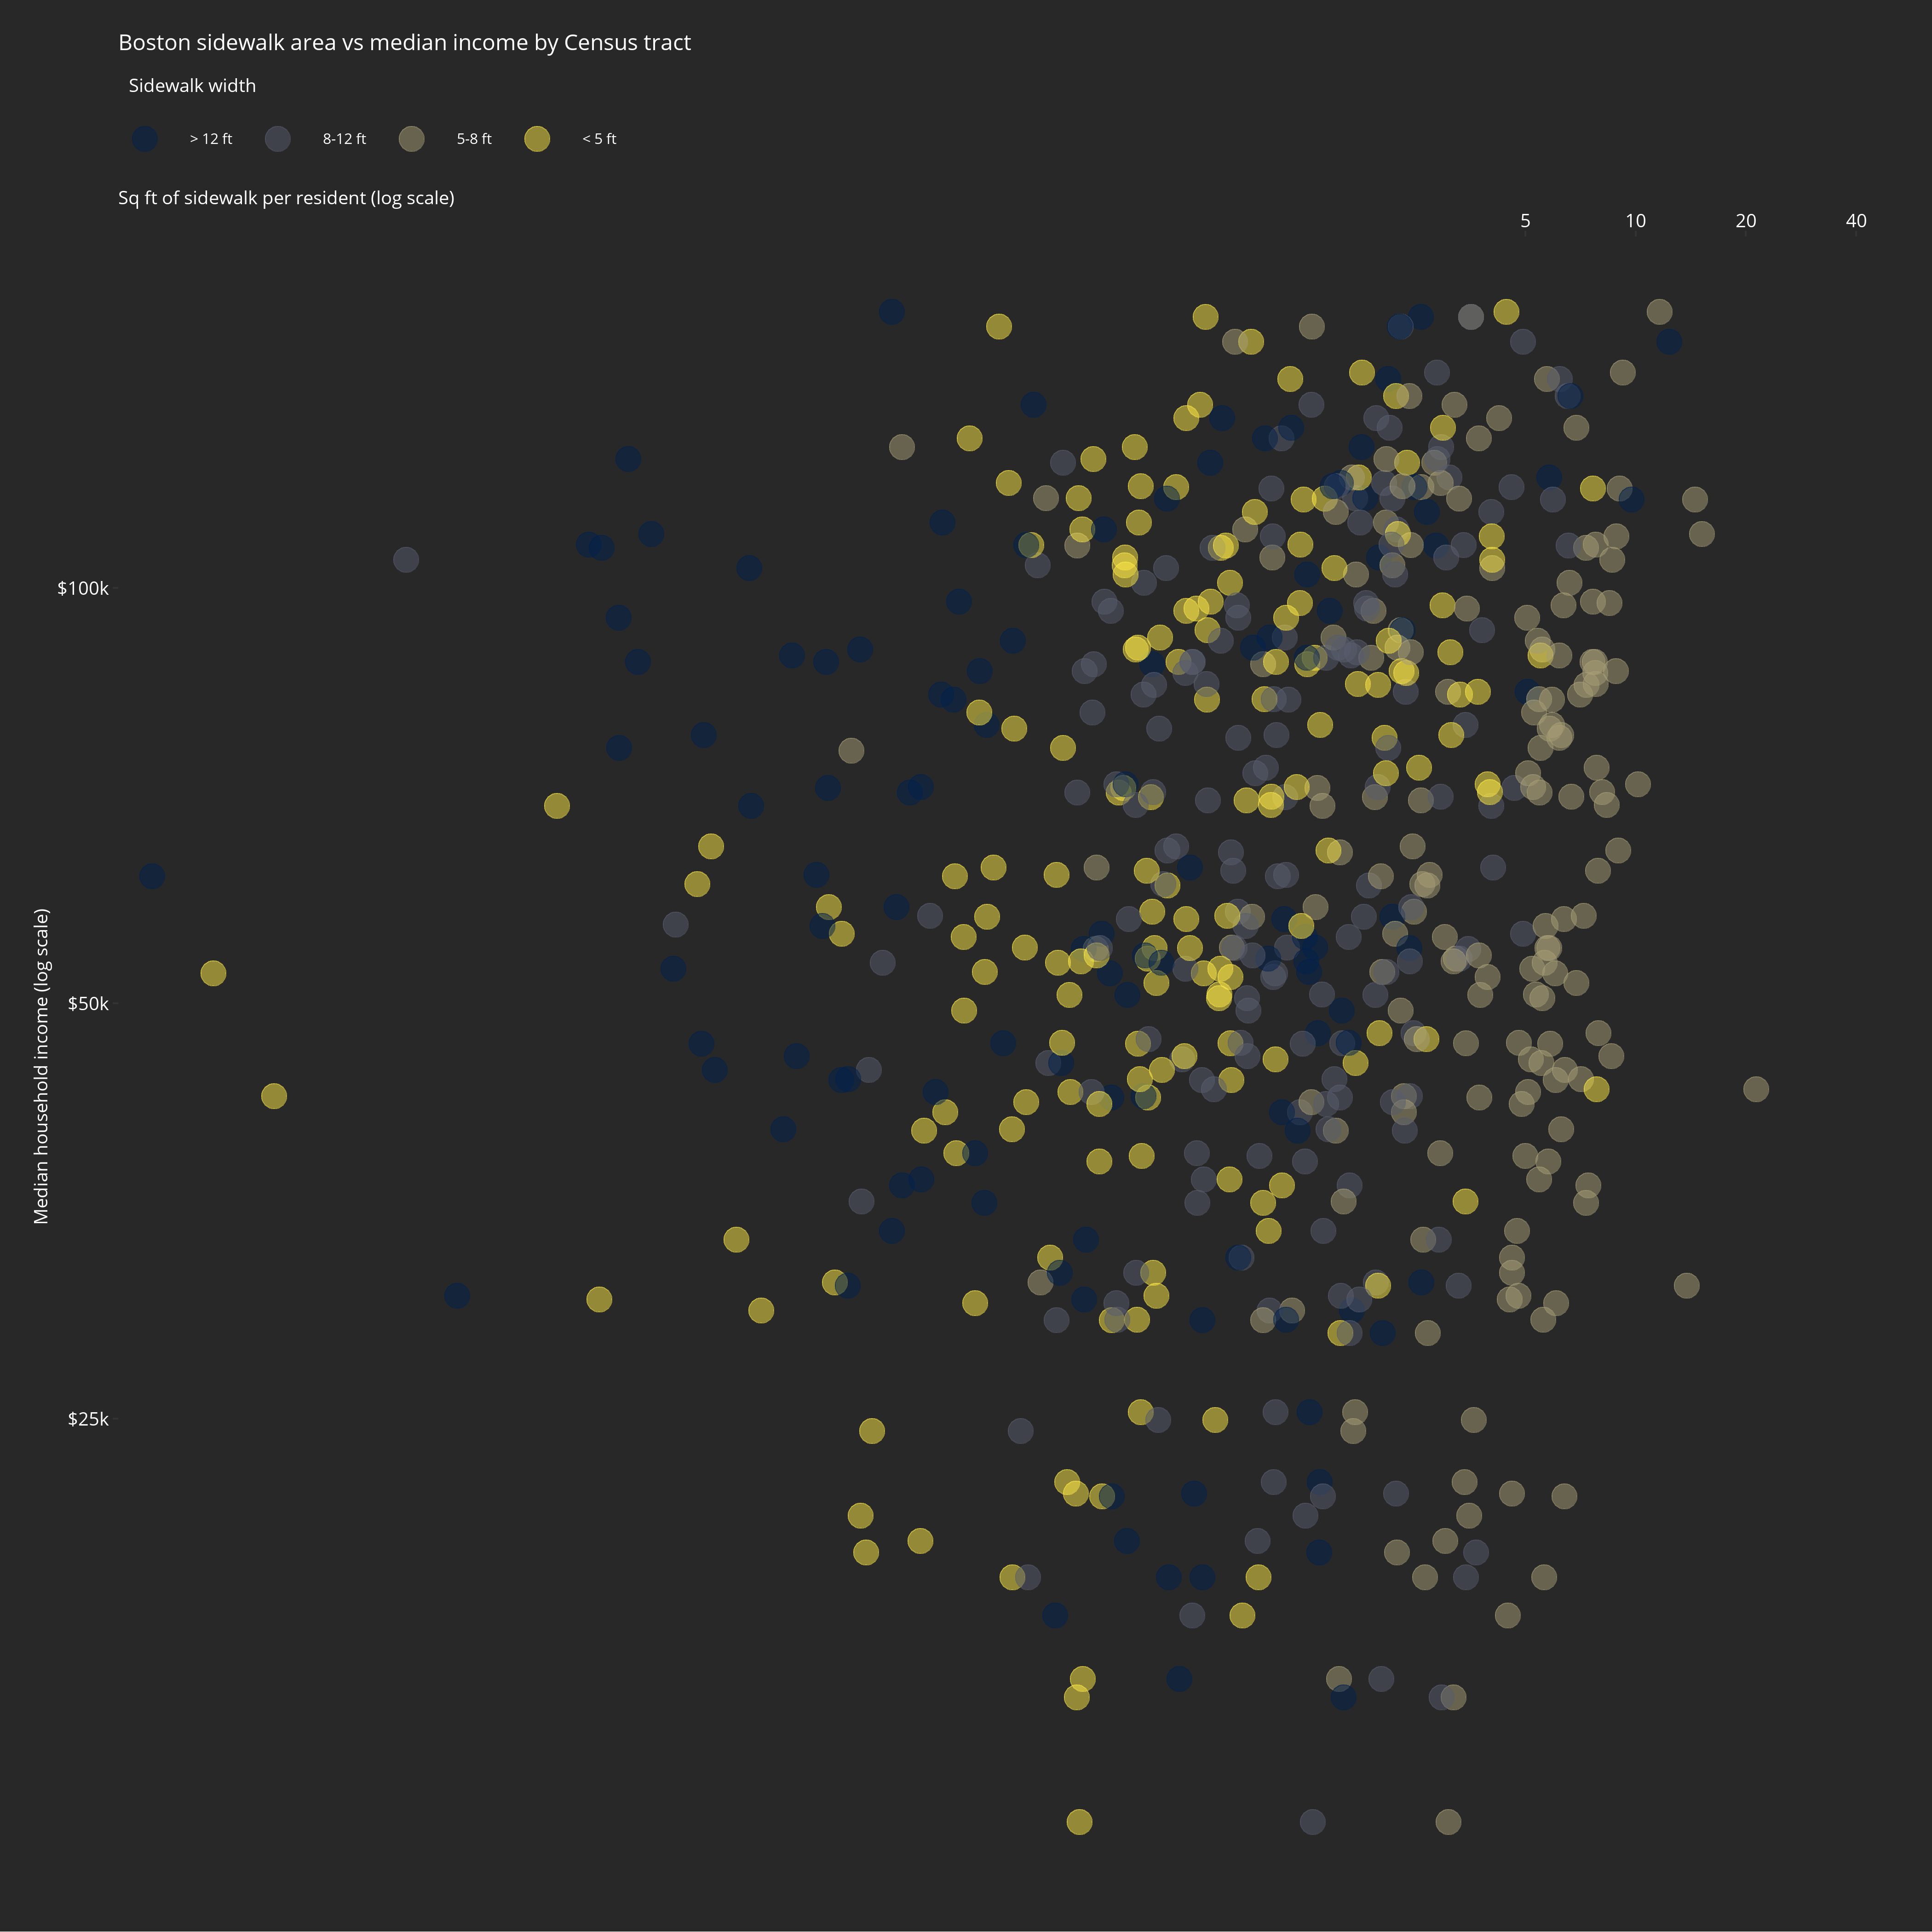 Boston sidewalk area vs median income by Census tract
Sidewalk width
> 12 ft 8-12 ft 5-8 ft < 5 ft
Sq ft of sidewalk per resident (log scale)
5 10 20 40
$100k
Median household income (log scale)
$50k
$25k